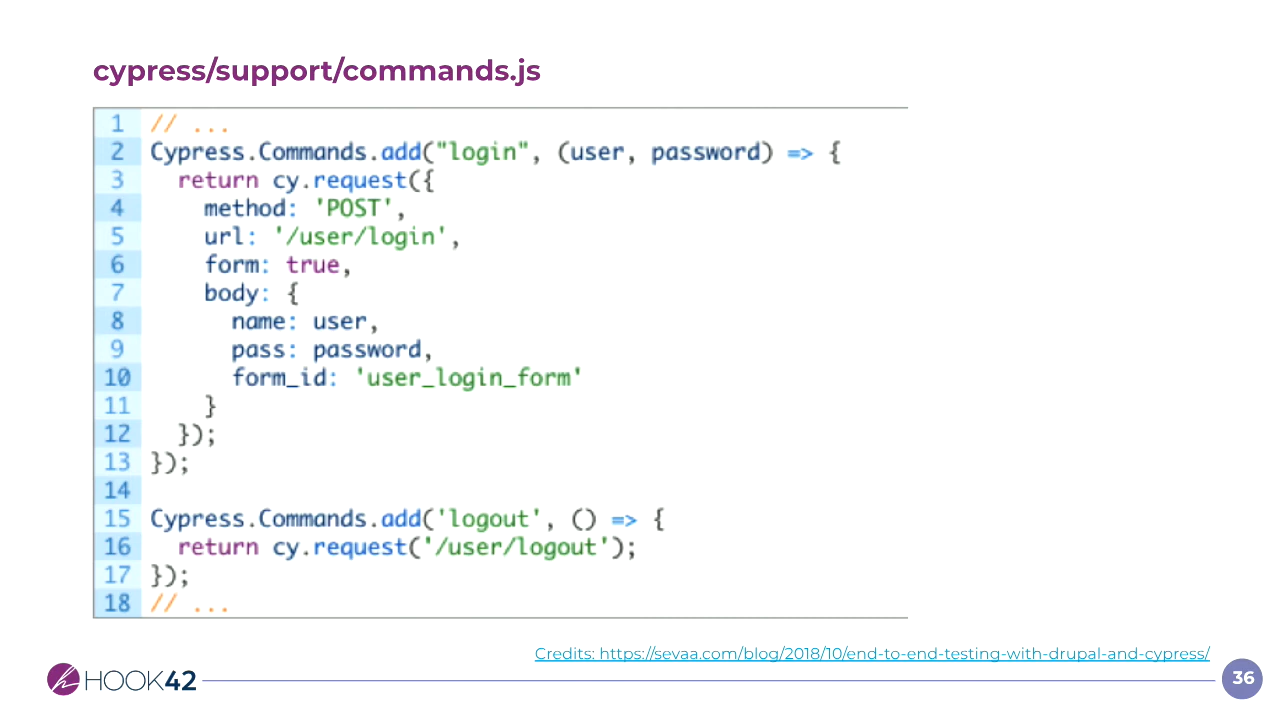 cypress/support/commands.js
1 // ...
2 Cypress.Commands.add("login", (user, password) => {
3   return cy.request({
4     method: 'POST',
5     url: '/user/login',
6     form: true,
7     body: {
8       name: user,
9       pass: password,
10       form_id: 'user_login_form'
11     }
12   });
13 });
14
15 Cypress.Commands.add('logout', () => {
16   return cy.request('/user/logout');
17 });
18 // ...
Credits: https://sevaa.com/blog/2018/10/end-to-end-testing-with-drupal-and-cypress/
HOOK42
36